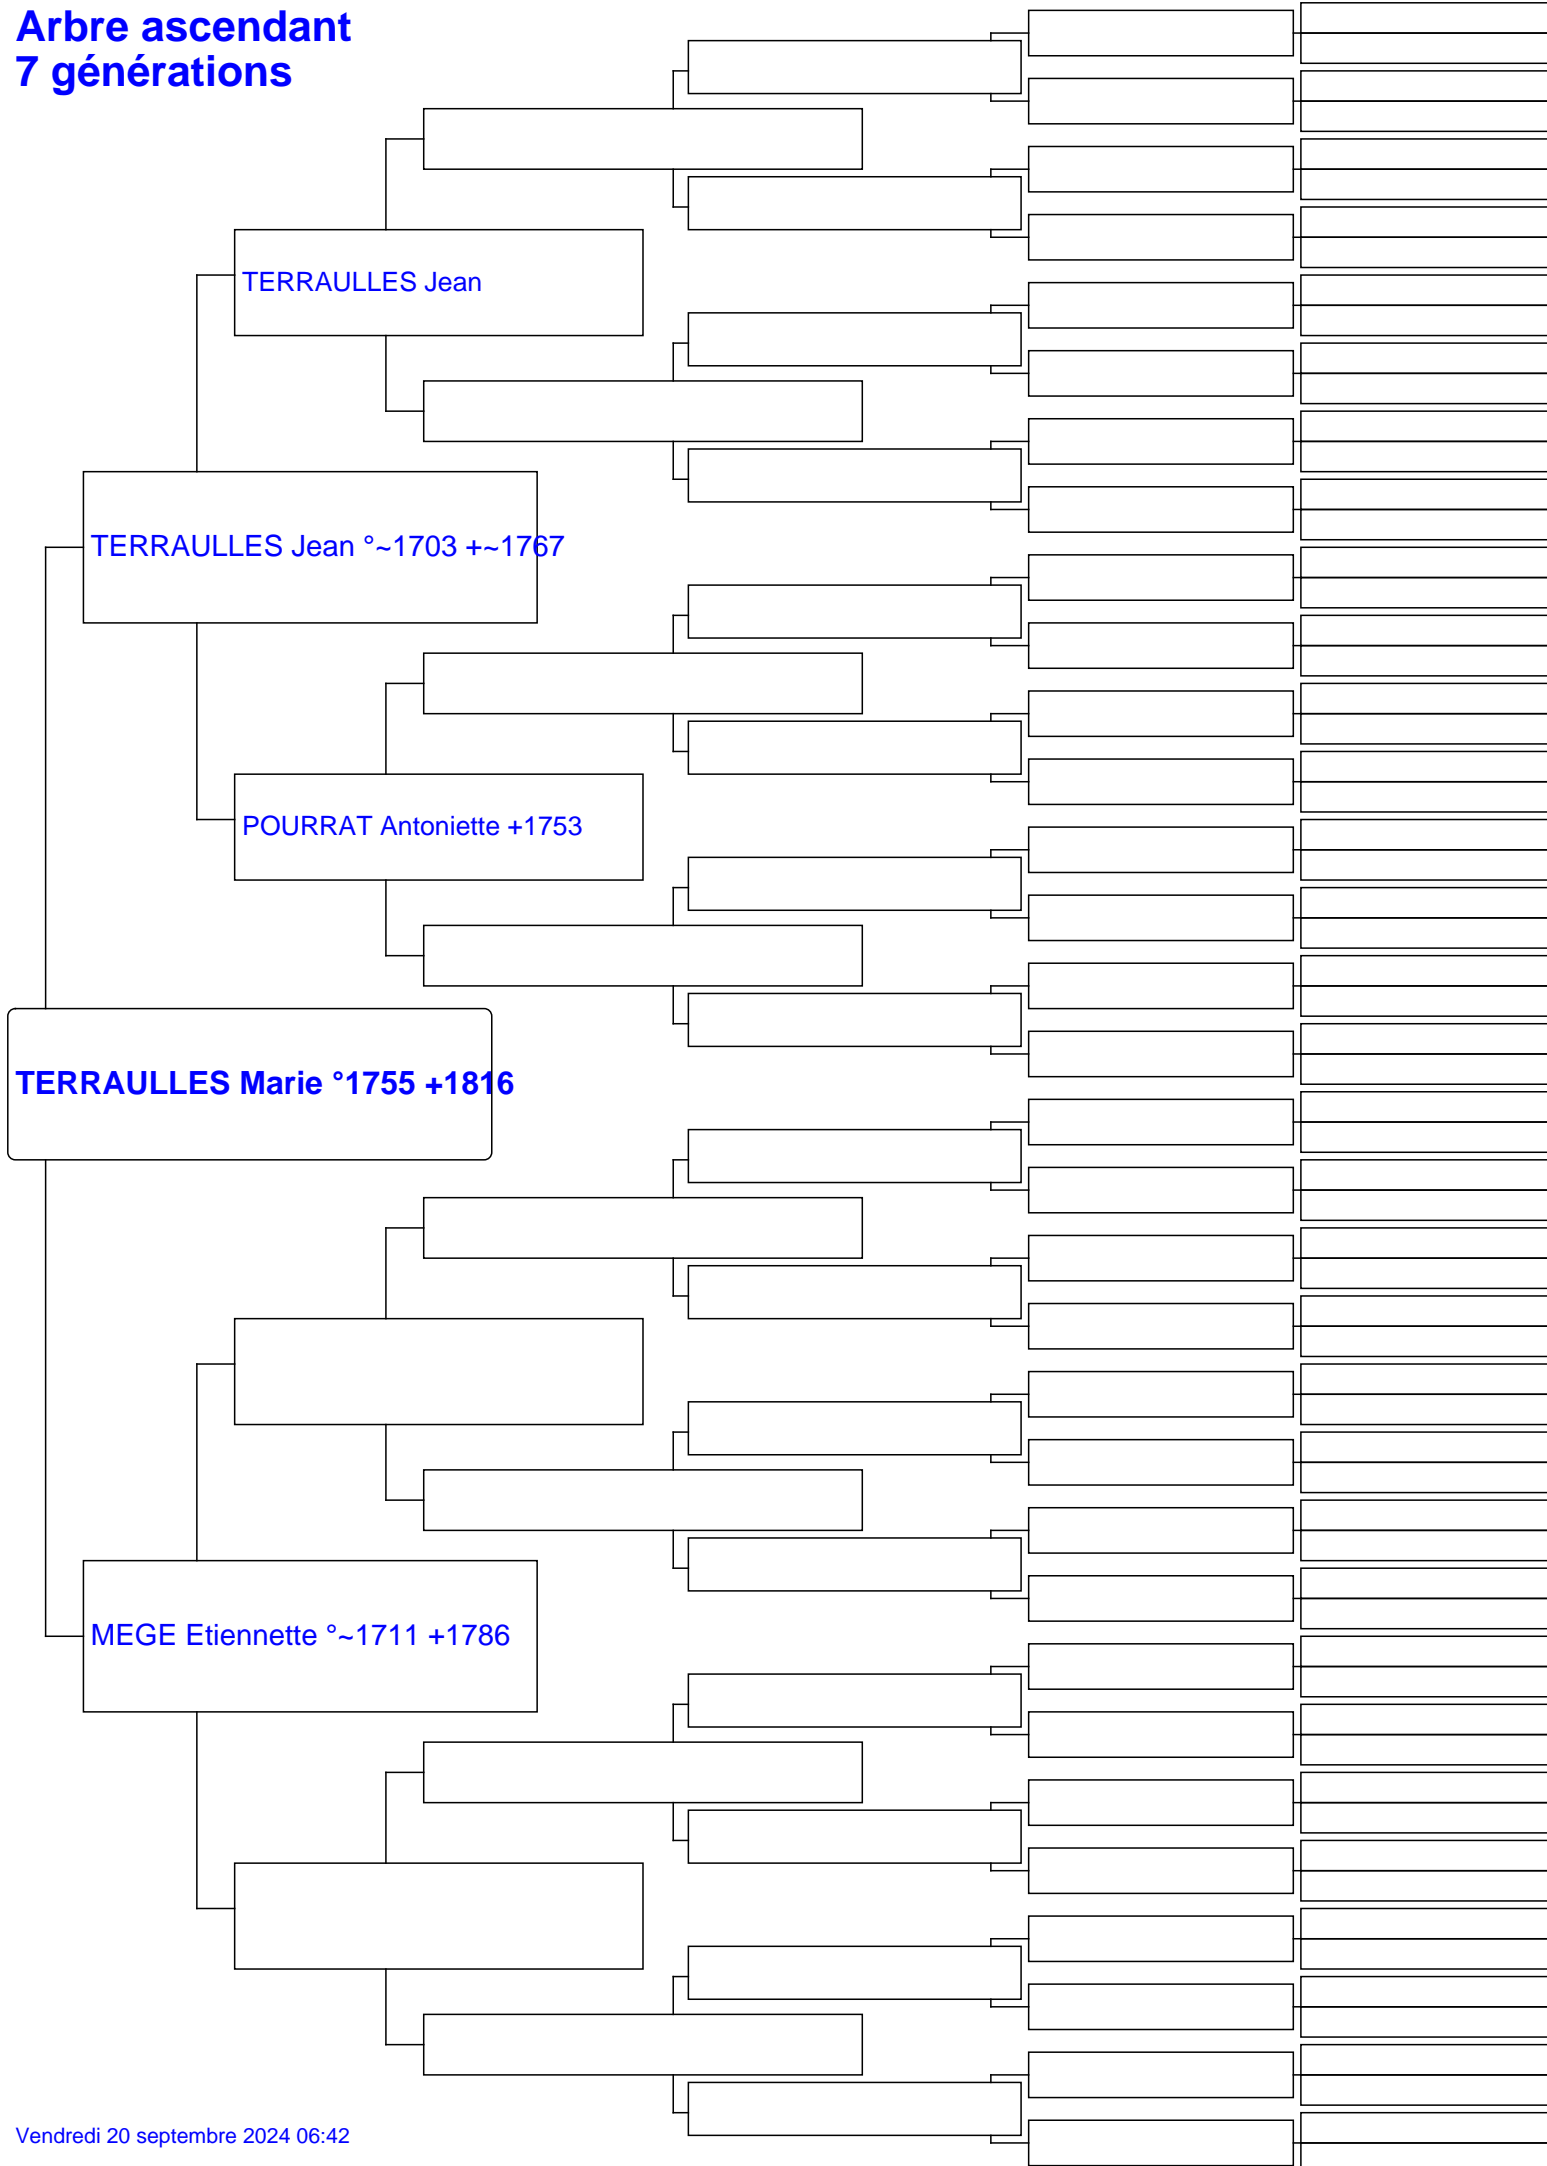 Arbre ascendant
7 générations
TERRAULLES Jean
TERRAULLES Jean °~1703 +~1767
POURRAT Antoniette +1753
TERRAULLES Marie °1755 +1816
MEGE Etiennette °~1711 +1786
Vendredi 20 septembre 2024 06:42